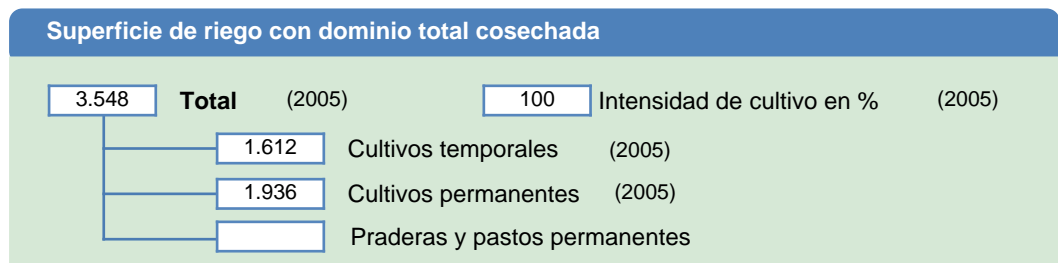 Superficie de riego con dominio total cosechada
3.548 Total (2005) 100 Intensidad de cultivo en % (2005)
1.612 Cultivos temporales (2005)
1.936 Cultivos permanentes (2005)
Praderas y pastos permanentes